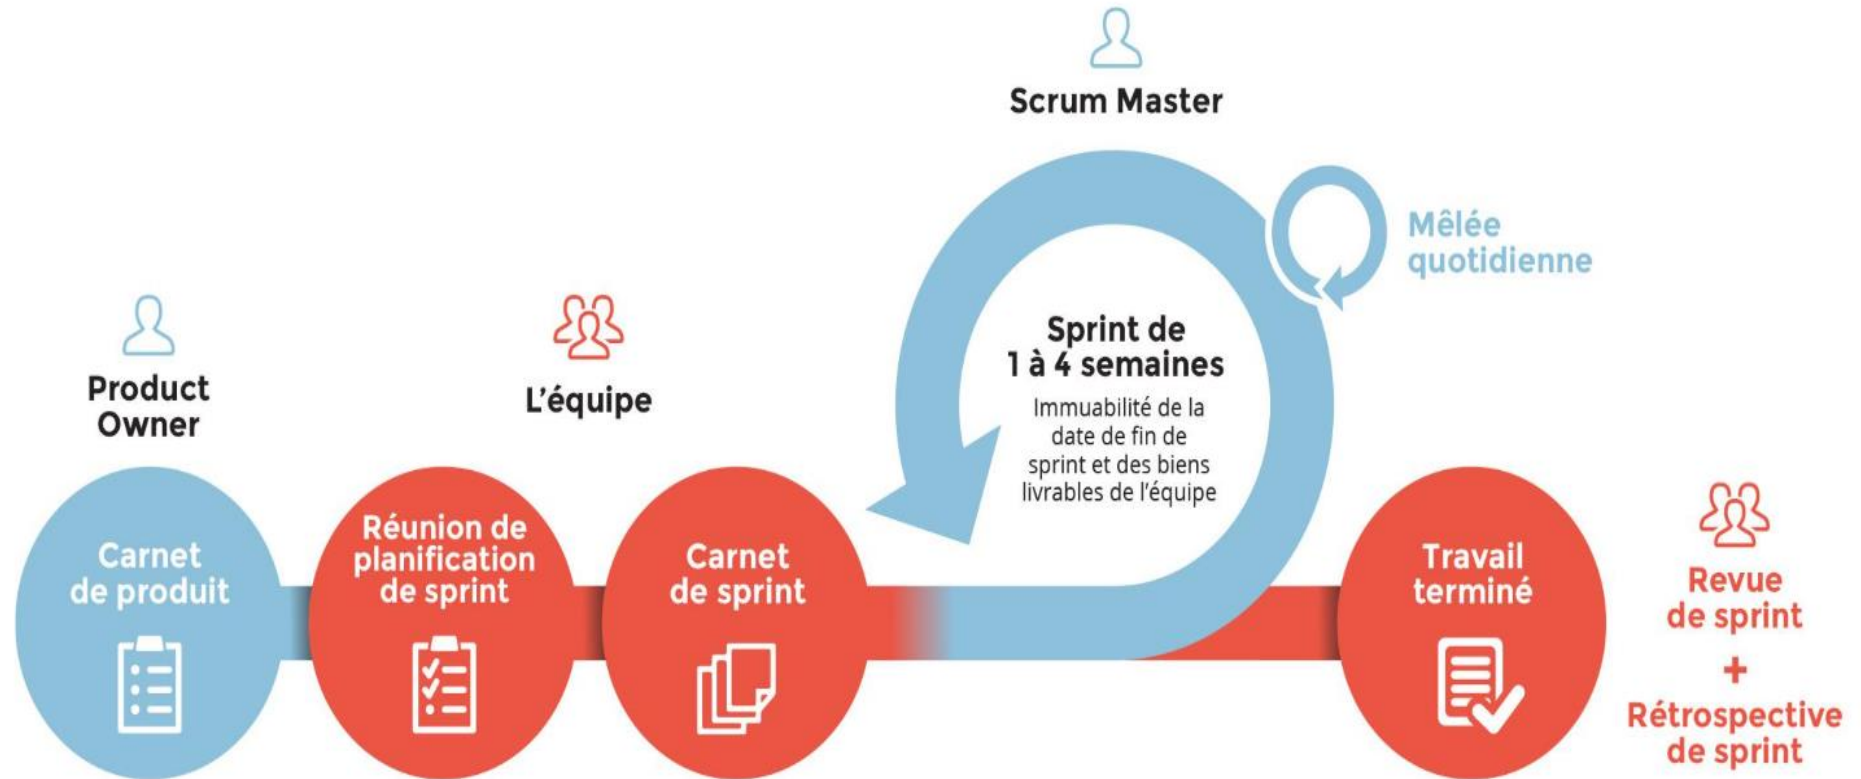 Scrum Master
Mêlée
quotidienne
Sprint de
1 à 4 semaines
Immuabilité de la
date de fin de
sprint et des biens
livrables de l'équipe
Product
Owner
L'équipe
Carnet
de produit
Réunion de
planification
de sprint
Carnet
de sprint
Travail
terminé
Revue
de sprint
+
Rétrospective
de sprint